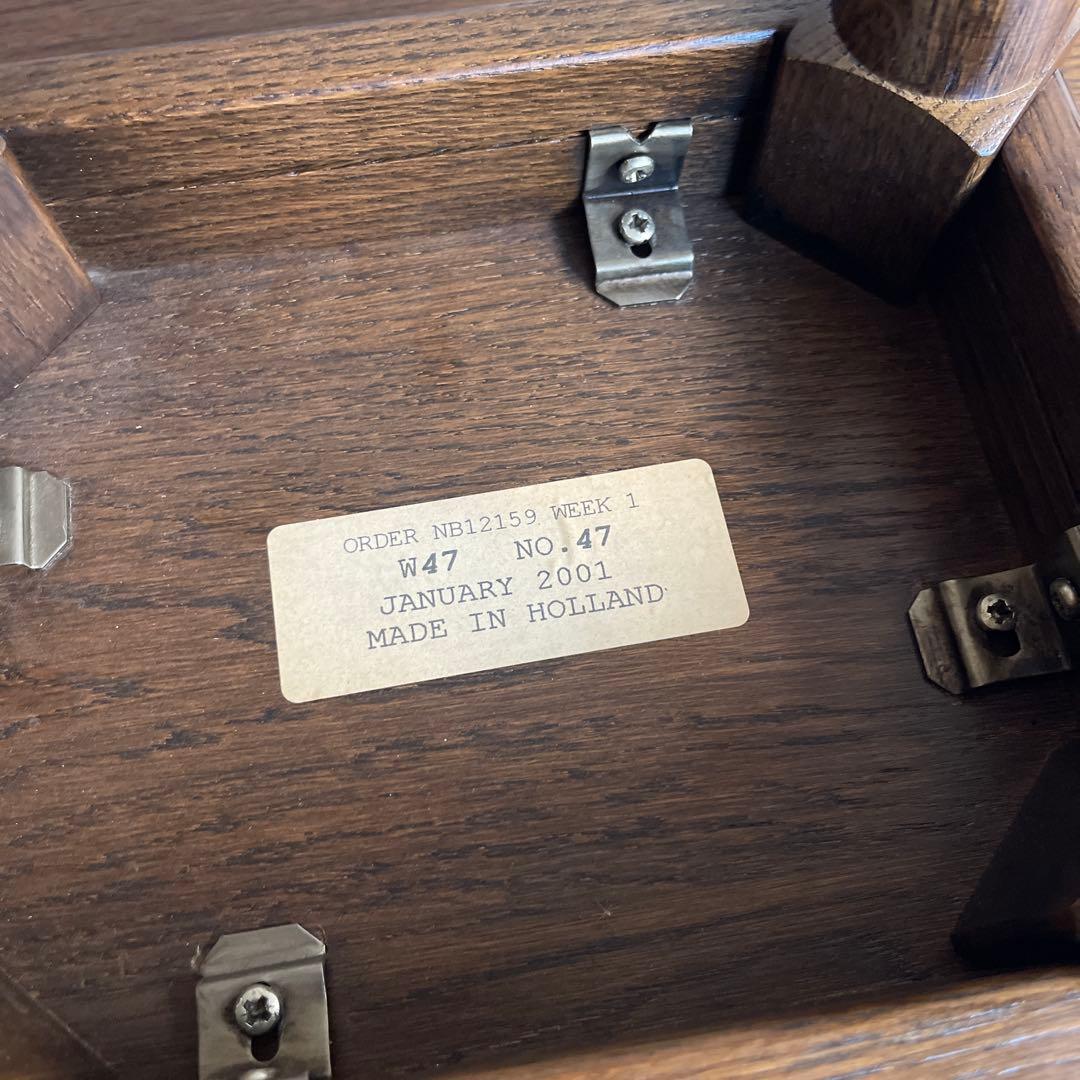 ORDER NB12159 WEEK 1
W47 NO.47
JANUARY 2001
MADE IN HOLLAND